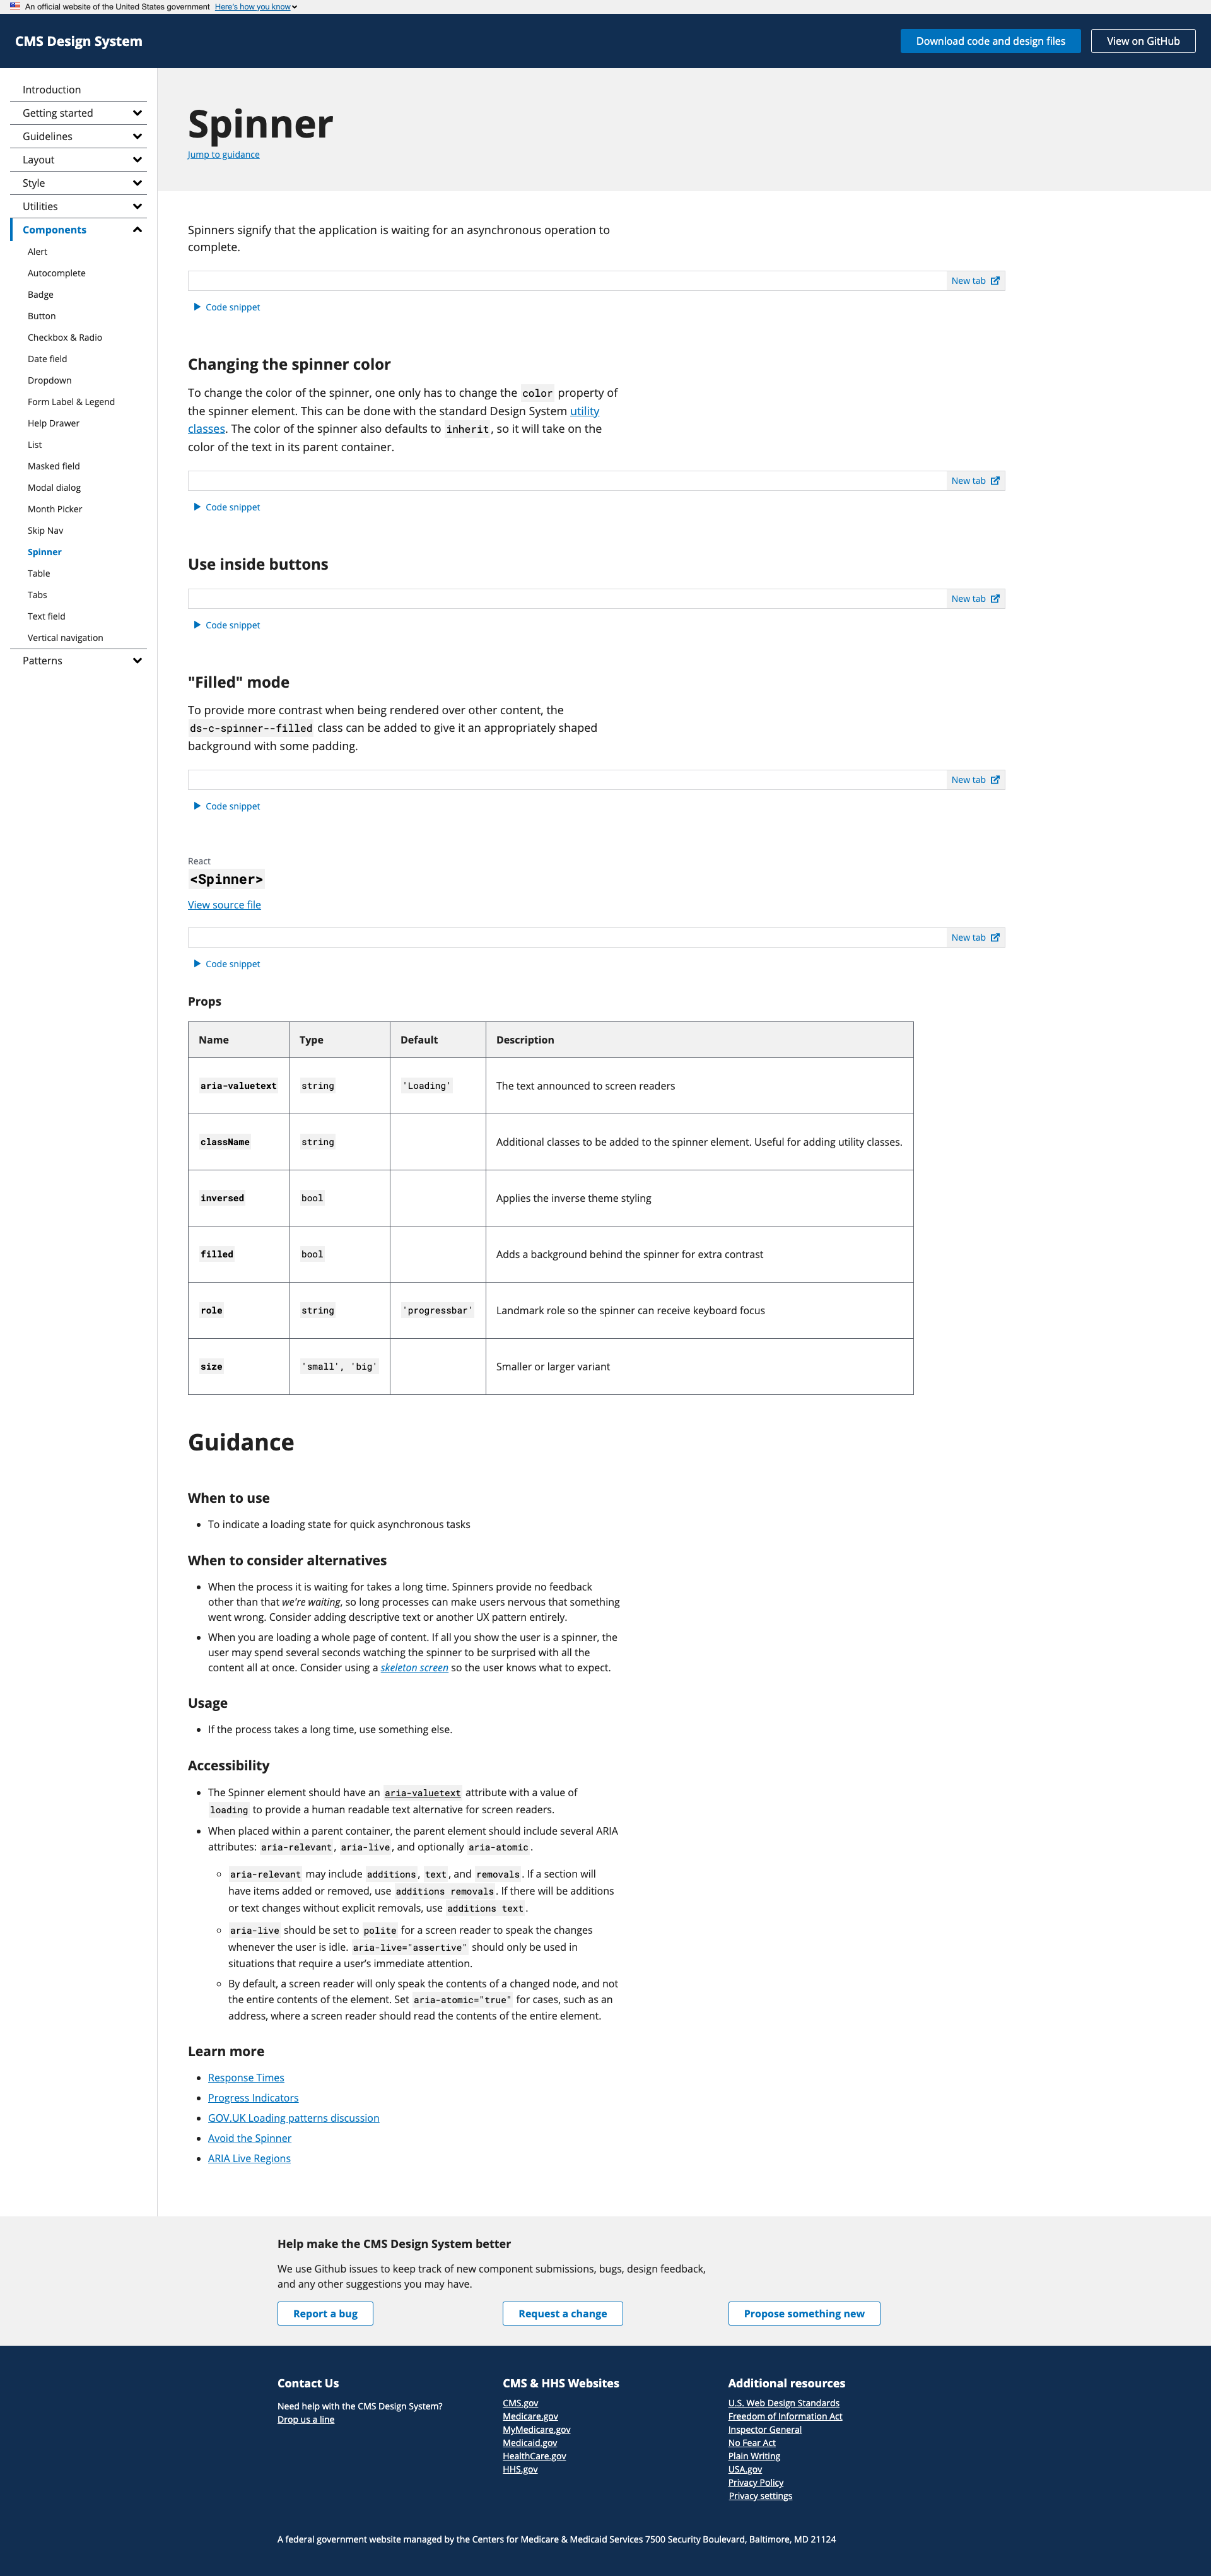 An official website of the United States government Here's how you know
CMS Design System
Download code and design files
View on GitHub
Introduction
Getting started
Guidelines
Layout
Style
Utilities
Components
Alert
Autocomplete
Badge
Button
Checkbox & Radio
Date field
Dropdown
Form Label & Legend
Help Drawer
List
Masked field
Modal dialog
Month Picker
Skip Nav
Spinner
Table
Tabs
Text field
Vertical navigation
Patterns
Spinner
Jump to guidance
Spinners signify that the application is waiting for an asynchronous operation to
complete.
New tab
Code snippet
Changing the spinner color
To change the color of the spinner, one only has to change the color property of
the spinner element. This can be done with the standard Design System utility
classes. The color of the spinner also defaults to inherit, so it will take on the
color of the text in its parent container.
New tab
Code snippet
Use inside buttons
New tab
Code snippet
"Filled" mode
To provide more contrast when being rendered over other content, the
ds-c-spinner--filled class can be added to give it an appropriately shaped
background with some padding.
New tab
Code snippet
React
<Spinner>
View source file
New tab
Code snippet
Props
Name Type Default Description
aria-valuetext string 'Loading' The text announced to screen readers
className string Additional classes to be added to the spinner element. Useful for adding utility classes.
inversed bool Applies the inverse theme styling
filled bool Adds a background behind the spinner for extra contrast
role string 'progressbar' Landmark role so the spinner can receive keyboard focus
size 'small', 'big' Smaller or larger variant
Guidance
When to use
• To indicate a loading state for quick asynchronous tasks
When to consider alternatives
• When the process it is waiting for takes a long time. Spinners provide no feedback
other than that we're waiting, so long processes can make users nervous that something
went wrong. Consider adding descriptive text or another UX pattern entirely.
• When you are loading a whole page of content. If all you show the user is a spinner, the
user may spend several seconds watching the spinner to be surprised with all the
content all at once. Consider using a skeleton screen so the user knows what to expect.
Usage
• If the process takes a long time, use something else.
Accessibility
• The Spinner element should have an aria-valuetext attribute with a value of
loading to provide a human readable text alternative for screen readers.
• When placed within a parent container, the parent element should include several ARIA
attributes: aria-relevant, aria-live, and optionally aria-atomic.
◦ aria-relevant may include additions, text, and removals. If a section will
have items added or removed, use additions removals. If there will be additions
or text changes without explicit removals, use additions text.
◦ aria-live should be set to polite for a screen reader to speak the changes
whenever the user is idle. aria-live="assertive" should only be used in
situations that require a user's immediate attention.
◦ By default, a screen reader will only speak the contents of a changed node, and not
the entire contents of the element. Set aria-atomic="true" for cases, such as an
address, where a screen reader should read the contents of the entire element.
Learn more
• Response Times
• Progress Indicators
• GOV.UK Loading patterns discussion
• Avoid the Spinner
• ARIA Live Regions
Help make the CMS Design System better
We use Github issues to keep track of new component submissions, bugs, design feedback,
and any other suggestions you may have.
Report a bug
Request a change
Propose something new
Contact Us
Need help with the CMS Design System?
Drop us a line
CMS & HHS Websites
CMS.gov
Medicare.gov
MyMedicare.gov
Medicaid.gov
HealthCare.gov
HHS.gov
Additional resources
U.S. Web Design Standards
Freedom of Information Act
Inspector General
No Fear Act
Plain Writing
USA.gov
Privacy Policy
Privacy settings
A federal government website managed by the Centers for Medicare & Medicaid Services 7500 Security Boulevard, Baltimore, MD 21124